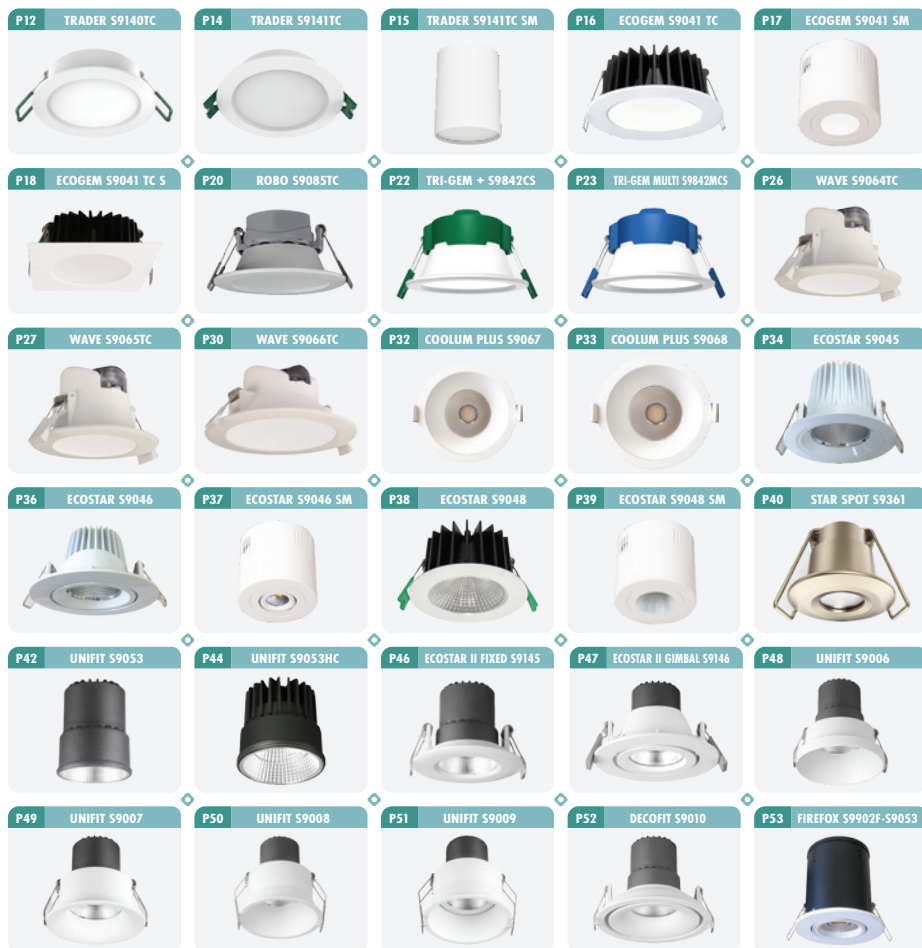 P12 TRADER S9140TC
P14 TRADER S9141TC
P15 TRADER S9141TC SM
P16 ECOGEM S9041 TC
P17 ECOGEM S9041 SM
P18 ECOGEM S9041 TC S
P20 ROBO S9085TC
P22 TRI-GEM + S9842CS
P23 TRI-GEM MULTI S9842MCS
P26 WAVE S9064TC
P27 WAVE S9065TC
P30 WAVE S9066TC
P32 COOLUM PLUS S9067
P33 COOLUM PLUS S9068
P34 ECOSTAR S9045
P36 ECOSTAR S9046
P37 ECOSTAR S9046 SM
P38 ECOSTAR S9048
P39 ECOSTAR S9048 SM
P40 STAR SPOT S9361
P42 UNIFIT S9053
P44 UNIFIT S9053HC
P46 ECOSTAR II FIXED S9145
P47 ECOSTAR II GIMBAL S9146
P48 UNIFIT S9006
P49 UNIFIT S9007
P50 UNIFIT S9008
P51 UNIFIT S9009
P52 DECOFIT S9010
P53 FIREFOX S9902F-S9053